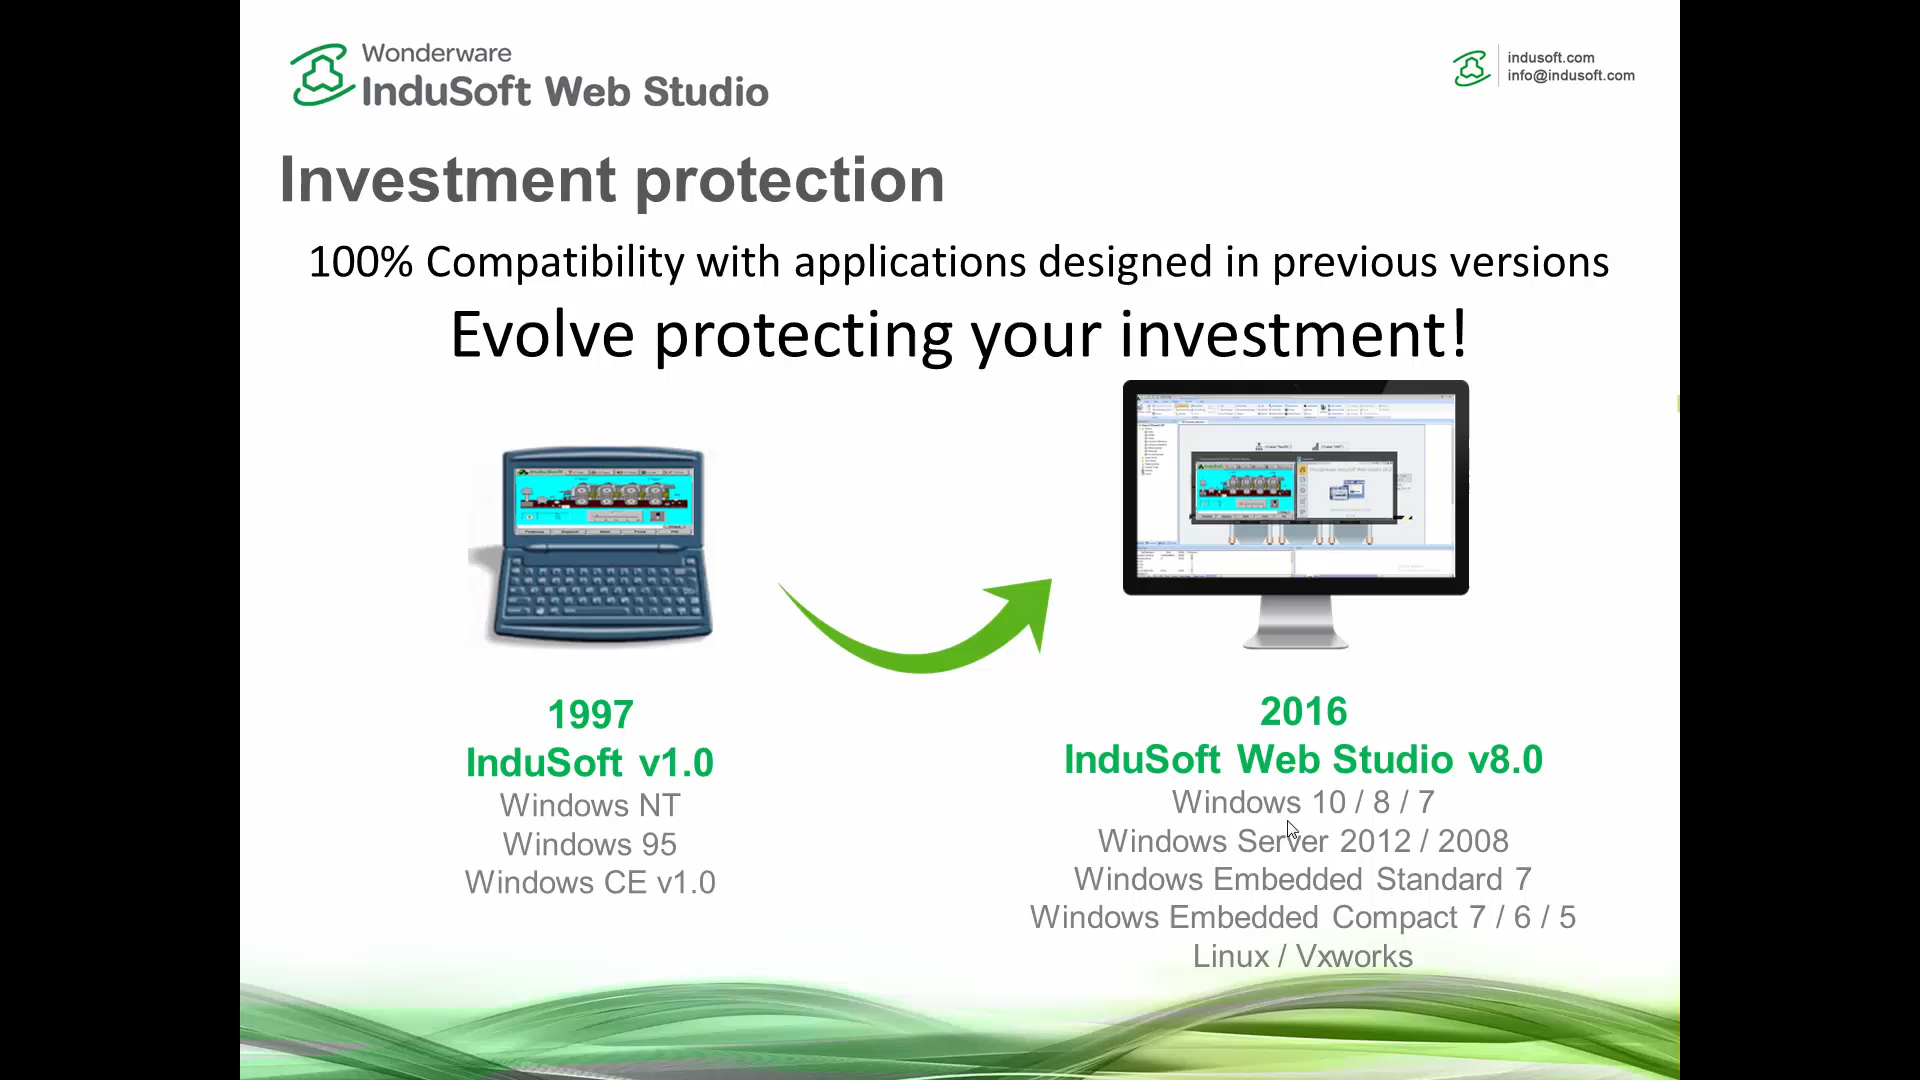 Wonderware
InduSoft Web Studio
indusoft.com
info@indusoft.com
Investment protection
100% Compatibility with applications designed in previous versions
Evolve protecting your investment!
InduSoft
1997
InduSoft v1.0
Windows NT
Windows 95
Windows CE v1.0
2016
InduSoft Web Studio v8.0
Windows 10 / 8 / 7
Windows Server 2012 / 2008
Windows Embedded Standard 7
Windows Embedded Compact 7 / 6 / 5
Linux / Vxworks